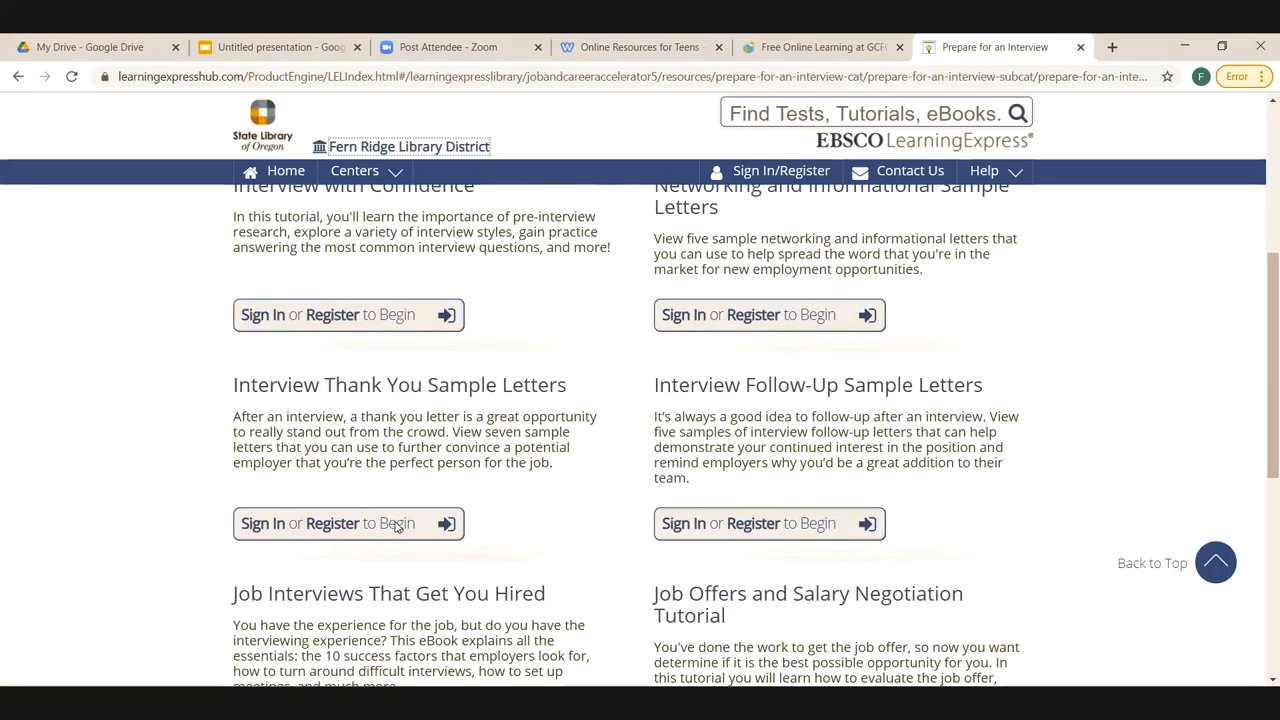 My Drive - Google Drive
Untitled presentation - Goog
Post Attendee - Zoom
Online Resources for Teens -
Free Online Learning at GCFG
Prepare for an Interview
learningexpresshub.com/ProductEngine/LELIndex.html#/learningexpresslibrary/jobandcareeraccelerator5/resources/prepare-for-an-interview-cat/prepare-for-an-interview-subcat/prepare-for-an-inte...
F
Error
State Library
of Oregon
Fern Ridge Library District
Find Tests, Tutorials, eBooks.
EBSCO LearningExpress®
Home
Centers
Sign In/Register
Contact Us
Help
Interview with Confidence
In this tutorial, you'll learn the importance of pre-interview
research, explore a variety of interview styles, gain practice
answering the most common interview questions, and more!
Sign In or Register to Begin
Networking and Informational Sample
Letters
View five sample networking and informational letters that
you can use to help spread the word that you're in the
market for new employment opportunities.
Sign In or Register to Begin
Interview Thank You Sample Letters
After an interview, a thank you letter is a great opportunity
to really stand out from the crowd. View seven sample
letters that you can use to further convince a potential
employer that you’re the perfect person for the job.
Sign In or Register to Begin
Interview Follow-Up Sample Letters
It’s always a good idea to follow-up after an interview. View
five samples of interview follow-up letters that can help
demonstrate your continued interest in the position and
remind employers why you’d be a great addition to their
team.
Sign In or Register to Begin
Back to Top
Job Interviews That Get You Hired
You have the experience for the job, but do you have the
interviewing experience? This eBook explains all the
essentials: the 10 success factors that employers look for,
how to turn around difficult interviews, how to set up
meetings, and much more.
Job Offers and Salary Negotiation
Tutorial
You've done the work to get the job offer, so now you want
determine if it is the best possible opportunity for you. In
this tutorial you will learn how to evaluate the job offer,